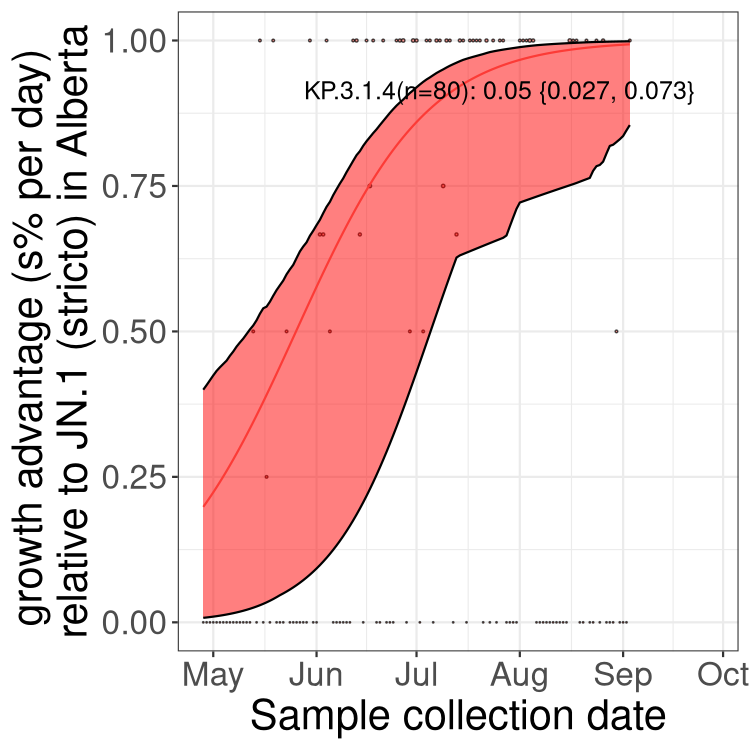 growth advantage (s% per day)
relative to JN.1 (stricto) in Alberta
1.00
0.75
0.50
0.25
0.00
KP.3.1.4(n=80): 0.05 {0.027, 0.073}
May Jun Jul Aug Sep Oct
Sample collection date